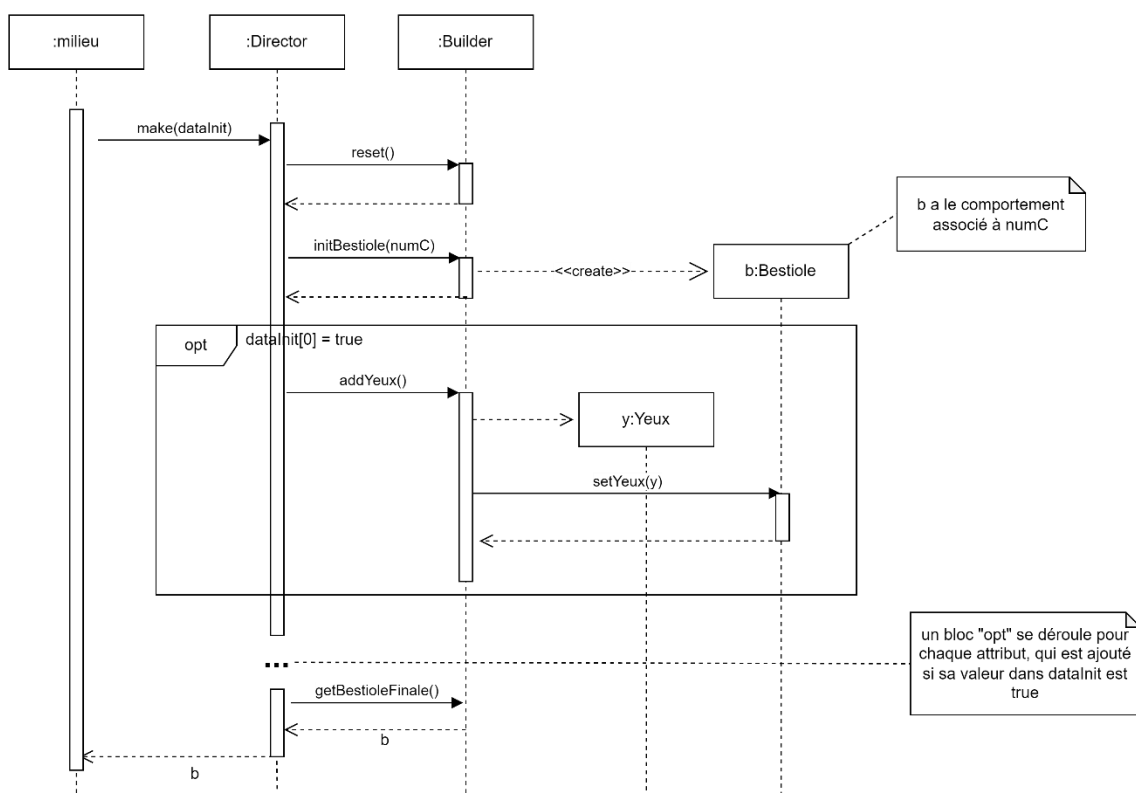 :milieu
:Director
:Builder
make(dataInit)
reset()
b a le comportement
associé à numC
initBestiole(numC)
<<create>>
b:Bestiole
opt
dataInit[0] = true
addYeux()
y:Yeux
setYeux(y)
un bloc "opt" se déroule pour
chaque attribut, qui est ajouté
si sa valeur dans dataInit est
true
...
getBestioleFinale()
b
b